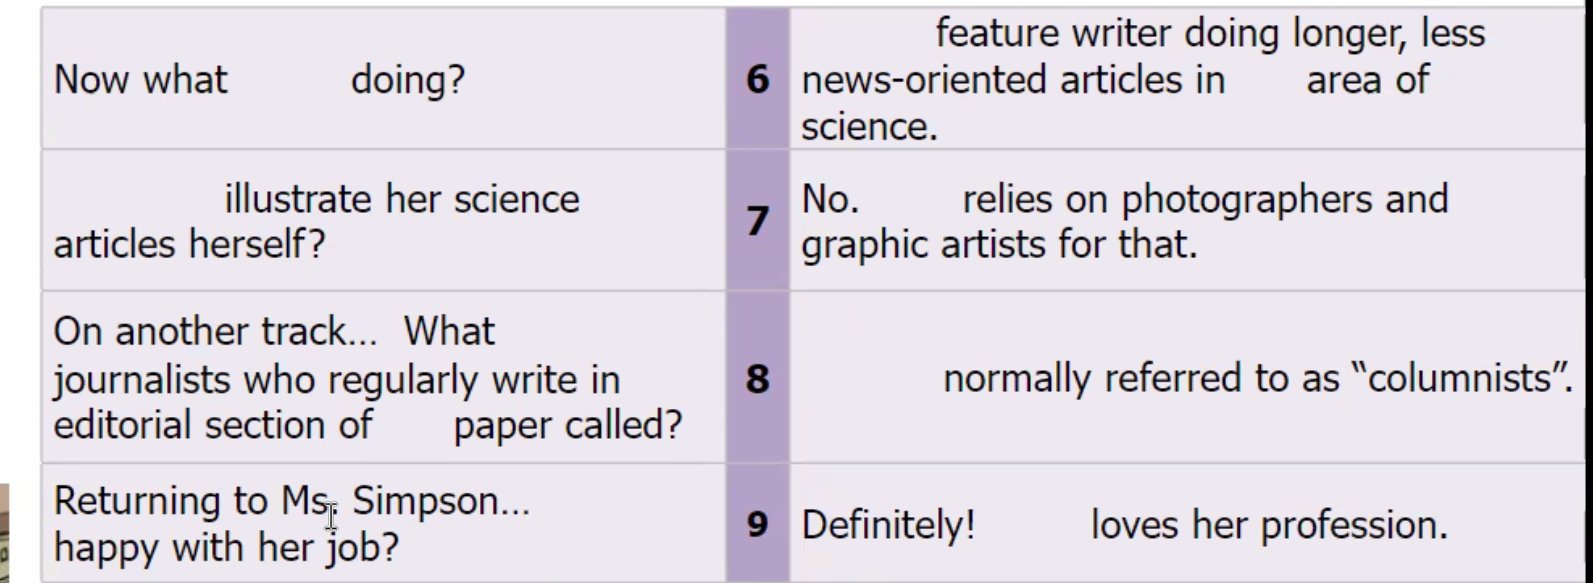 Now what doing?
6
feature writer doing longer, less
news-oriented articles in area of
science.
illustrate her science
articles herself?
7
No. relies on photographers and
graphic artists for that.
On another track... What
journalists who regularly write in
editorial section of paper called?
8
normally referred to as “columnists”.
Returning to Ms. Simpson...
happy with her job?
9
Definitely! loves her profession.